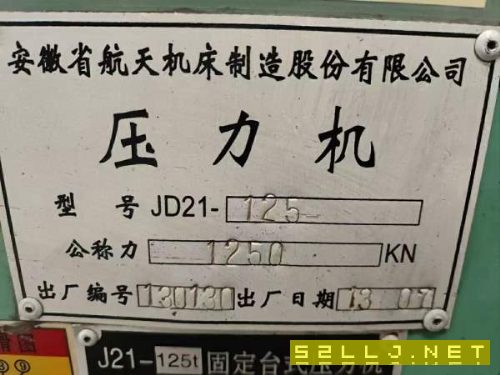 安徽省航天机床制造股份有限公司
压力机
型号 JD21-125
公称力 1250 KN
出厂编号 130130 出厂日期 13 07
J21-125t 固定台式压力机
52LLJ.NET